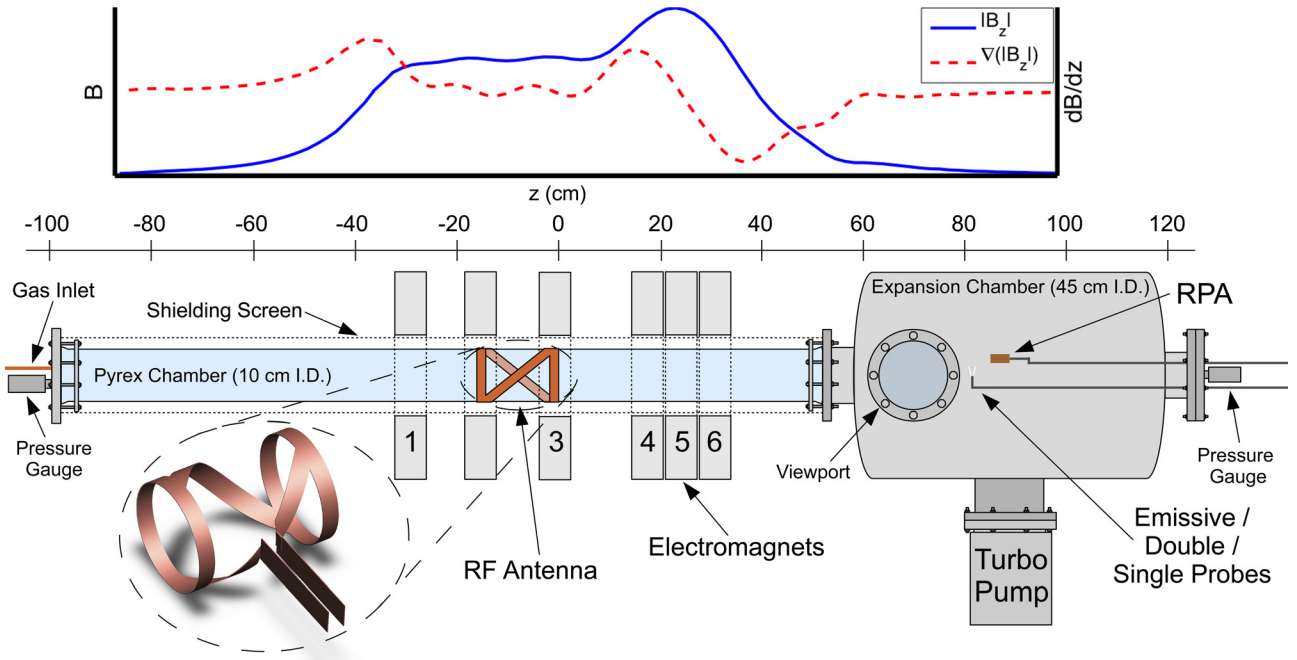 |B_z|
∇(|B_z|)
B
dB/dz
z (cm)
-100
-80
-60
-40
-20
0
20
40
60
80
100
120
Gas Inlet
Shielding Screen
Expansion Chamber (45 cm I.D.)
RPA
Pyrex Chamber (10 cm I.D.)
1
3
4
5
6
Pressure
Gauge
Viewport
Pressure
Gauge
RF Antenna
Electromagnets
Turbo
Pump
Emissive /
Double /
Single Probes